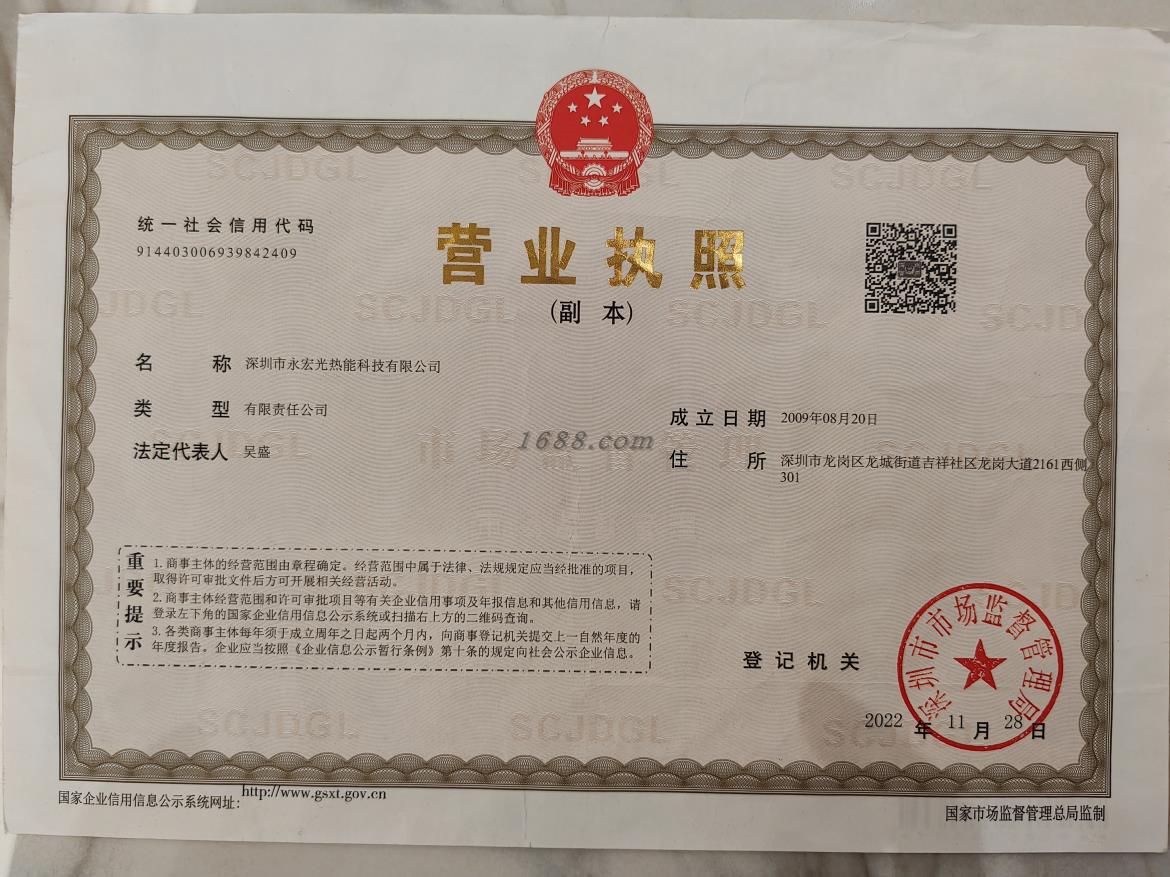 统一社会信用代码
914403006939842409
营业执照
(副 本)
名 称 深圳市永宏光热能科技有限公司
类 型 有限责任公司
法定代表人 吴盛
成立日期 2009年08月20日
住 所 深圳市龙岗区龙城街道吉祥社区龙岗大道2161西侧
301
1688.com
重要提示
1. 商事主体的经营范围由章程确定。经营范围中属于法律、法规规定应当经批准的项目，
取得许可审批文件后方可开展相关经营活动。
2. 商事主体经营范围和许可审批项目等有关企业信用事项及年报信息和其他信用信息，请
登录左下角的国家企业信用信息公示系统或扫描右上方的二维码查询。
3. 各类商事主体每年须于成立周年之日起两个月内，向商事登记机关提交上一自然年度的
年度报告。企业应当按照《企业信息公示暂行条例》第十条的规定向社会公示企业信息。
登记机关
深圳市市场监督管理局
2022 年 11 月 28 日
国家企业信用信息公示系统网址：http://www.gsxt.gov.cn
国家市场监督管理总局监制
SCJDGL
SCJDGL
JDGL
SCJDGL
SCJDGL
SCJD
SCJDGL
SCJDGL